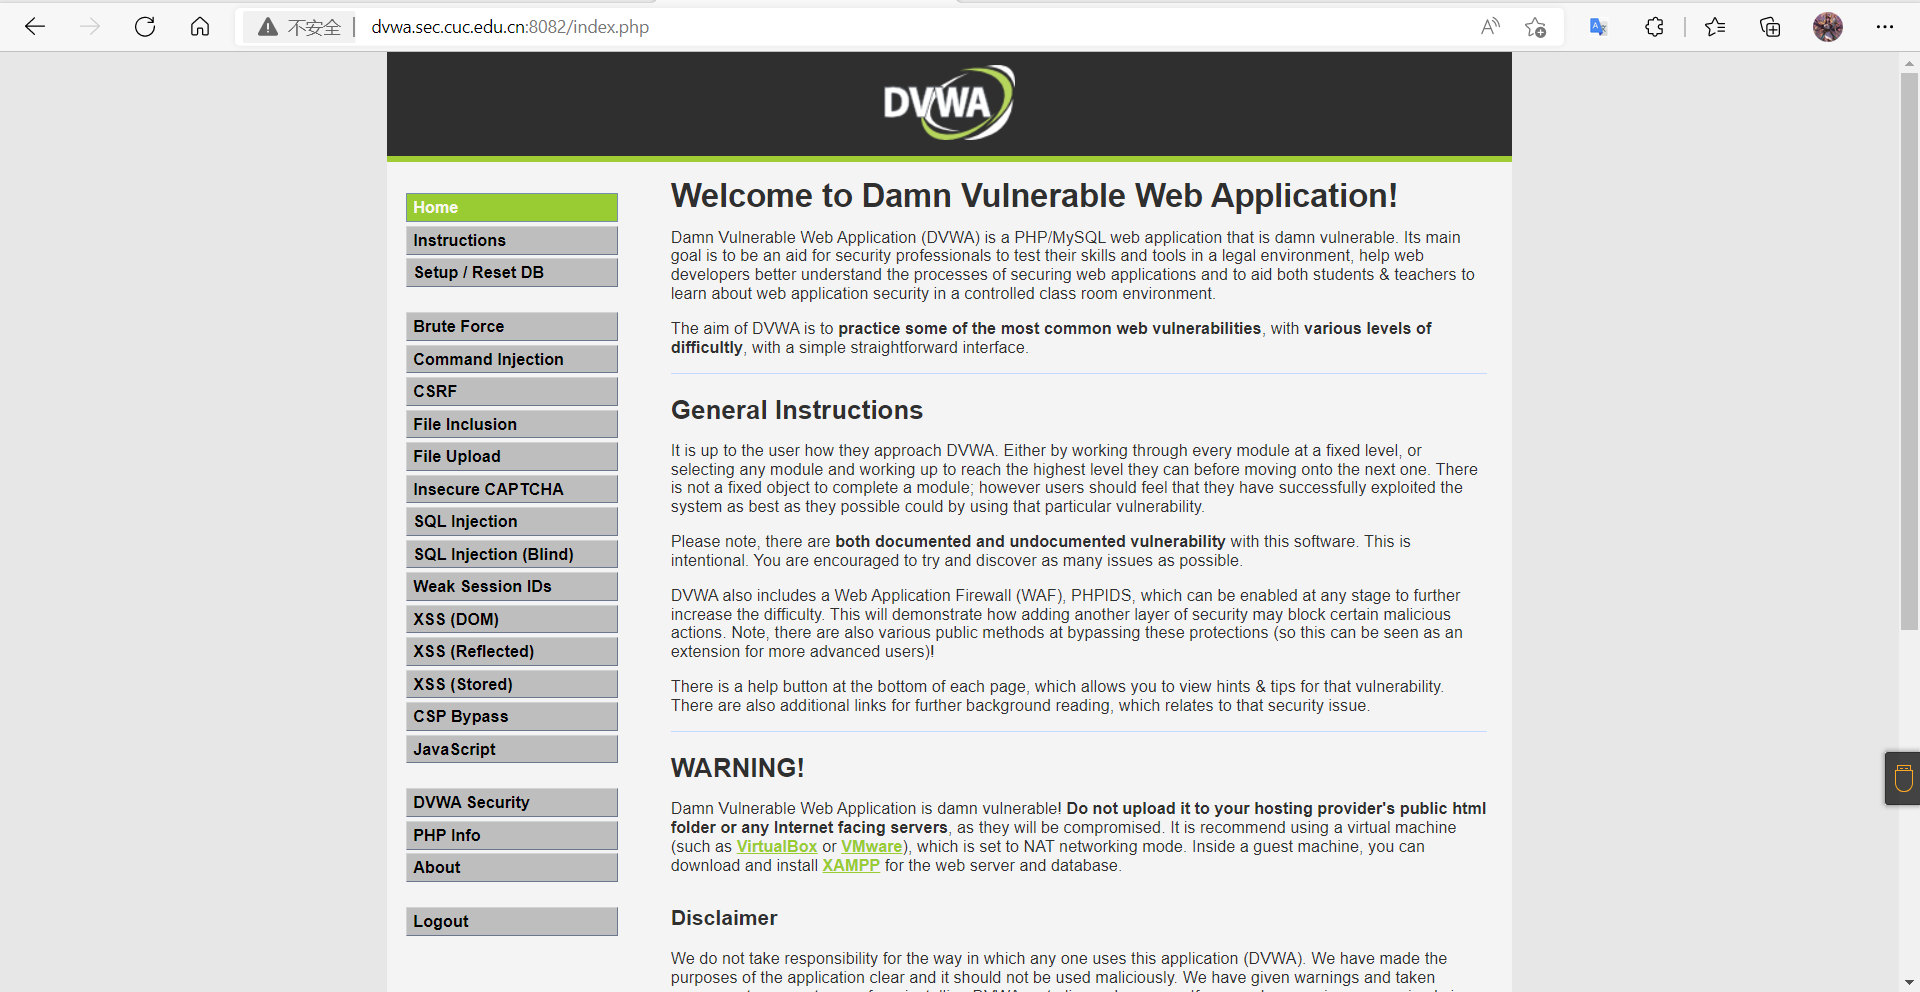 不安全
dvwa.sec.cuc.edu.cn:8082/index.php
DVWA
Home
Instructions
Setup / Reset DB
Brute Force
Command Injection
CSRF
File Inclusion
File Upload
Insecure CAPTCHA
SQL Injection
SQL Injection (Blind)
Weak Session IDs
XSS (DOM)
XSS (Reflected)
XSS (Stored)
CSP Bypass
JavaScript
DVWA Security
PHP Info
About
Logout
Welcome to Damn Vulnerable Web Application!
Damn Vulnerable Web Application (DVWA) is a PHP/MySQL web application that is damn vulnerable. Its main
goal is to be an aid for security professionals to test their skills and tools in a legal environment, help web
developers better understand the processes of securing web applications and to aid both students & teachers to
learn about web application security in a controlled class room environment.
The aim of DVWA is to practice some of the most common web vulnerabilities, with various levels of
difficultly, with a simple straightforward interface.
General Instructions
It is up to the user how they approach DVWA. Either by working through every module at a fixed level, or
selecting any module and working up to reach the highest level they can before moving onto the next one. There
is not a fixed object to complete a module; however users should feel that they have successfully exploited the
system as best as they possible could by using that particular vulnerability.
Please note, there are both documented and undocumented vulnerability with this software. This is
intentional. You are encouraged to try and discover as many issues as possible.
DVWA also includes a Web Application Firewall (WAF), PHPIDS, which can be enabled at any stage to further
increase the difficulty. This will demonstrate how adding another layer of security may block certain malicious
actions. Note, there are also various public methods at bypassing these protections (so this can be seen as an
extension for more advanced users)!
There is a help button at the bottom of each page, which allows you to view hints & tips for that vulnerability.
There are also additional links for further background reading, which relates to that security issue.
WARNING!
Damn Vulnerable Web Application is damn vulnerable! Do not upload it to your hosting provider's public html
folder or any Internet facing servers, as they will be compromised. It is recommend using a virtual machine
(such as VirtualBox or VMware), which is set to NAT networking mode. Inside a guest machine, you can
download and install XAMPP for the web server and database.
Disclaimer
We do not take responsibility for the way in which any one uses this application (DVWA). We have made the
purposes of the application clear and it should not be used maliciously. We have given warnings and taken